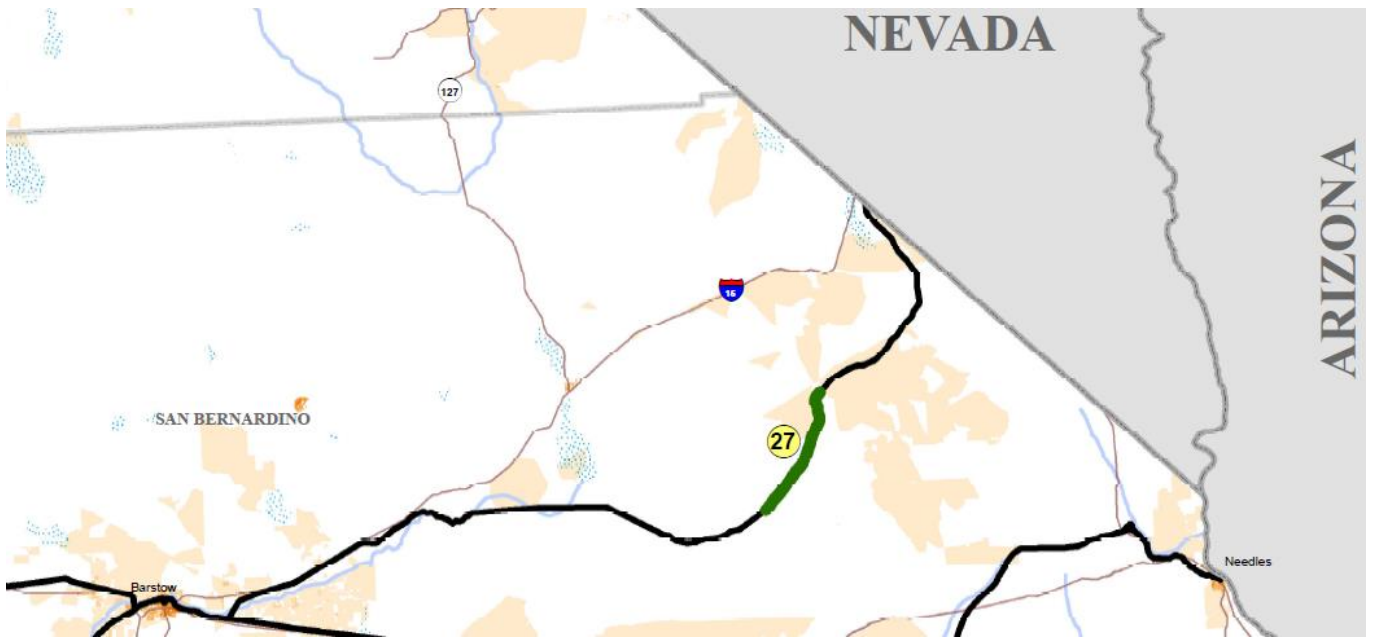 NEVADA
127
ARIZONA
15
SAN BERNARDINO
27
Needles
Barstow